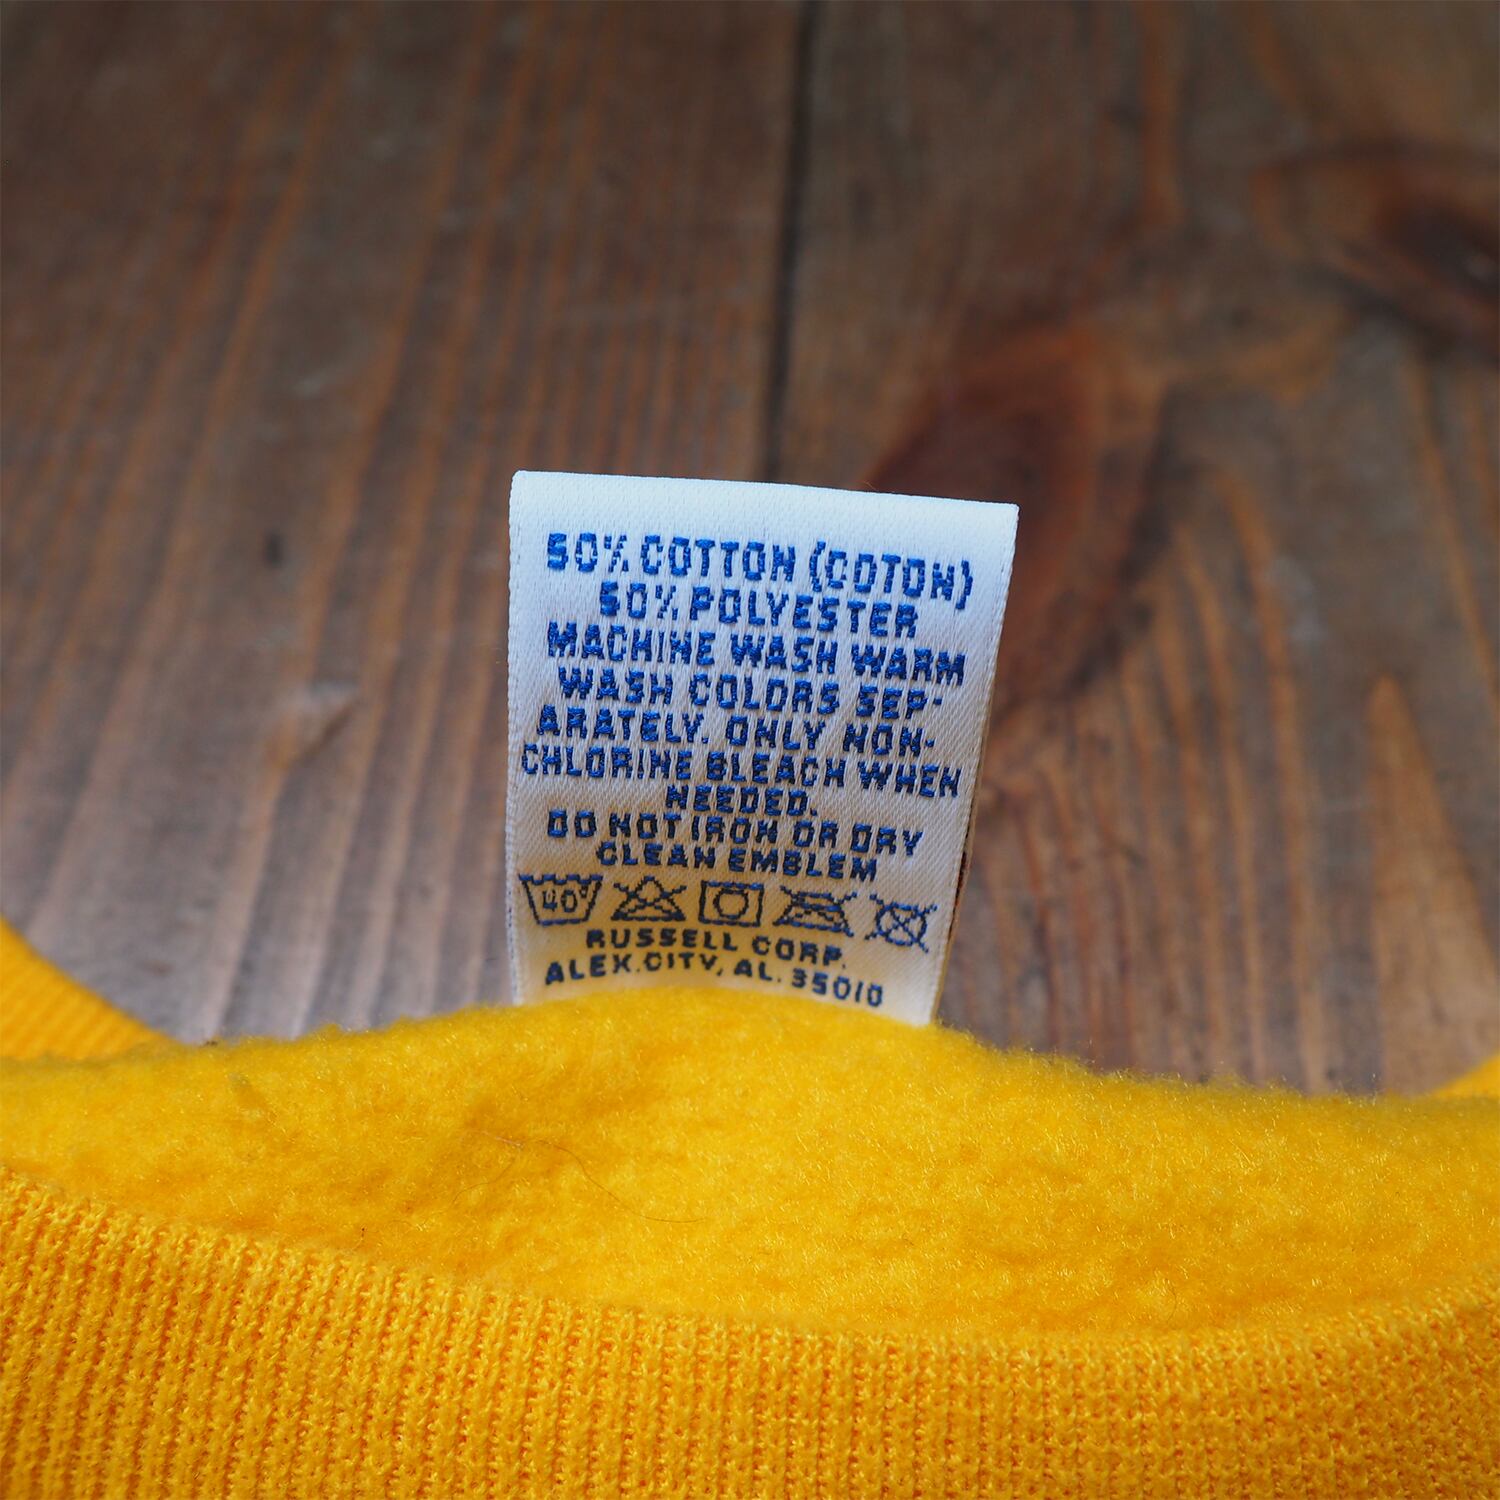 50% COTTON (COTON)
50% POLYESTER
MACHINE WASH WARM
WASH COLORS SEP-
ARATELY. ONLY NON-
CHLORINE BLEACH WHEN
NEEDED.
DO NOT IRON OR DRY
CLEAN EMBLEM
40°
RUSSELL CORP.
ALEX.CITY, AL. 35010